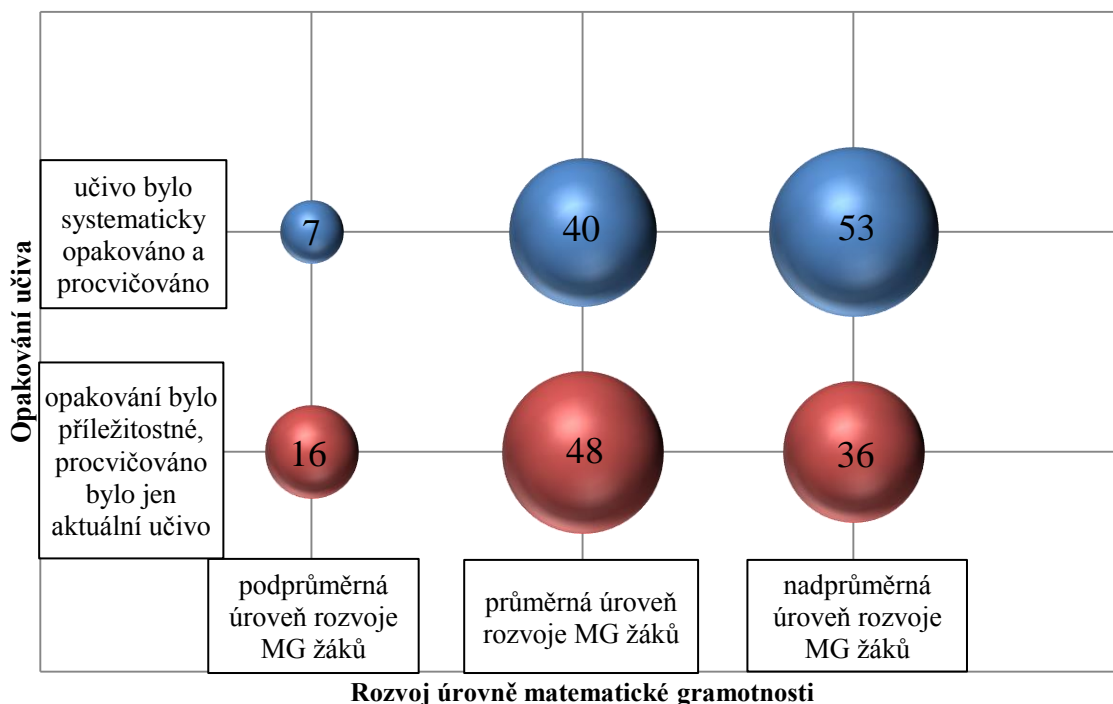 Opakování učiva
učivo bylo
systematicky
opakováno a
procvičováno
7
40
53
opakování bylo
příležitostné,
procvičováno
bylo jen
aktuální učivo
16
48
36
podprůměrná
úroveň rozvoje
MG žáků
průměrná úroveň
rozvoje MG žáků
nadprůměrná
úroveň rozvoje
MG žáků
Rozvoj úrovně matematické gramotnosti